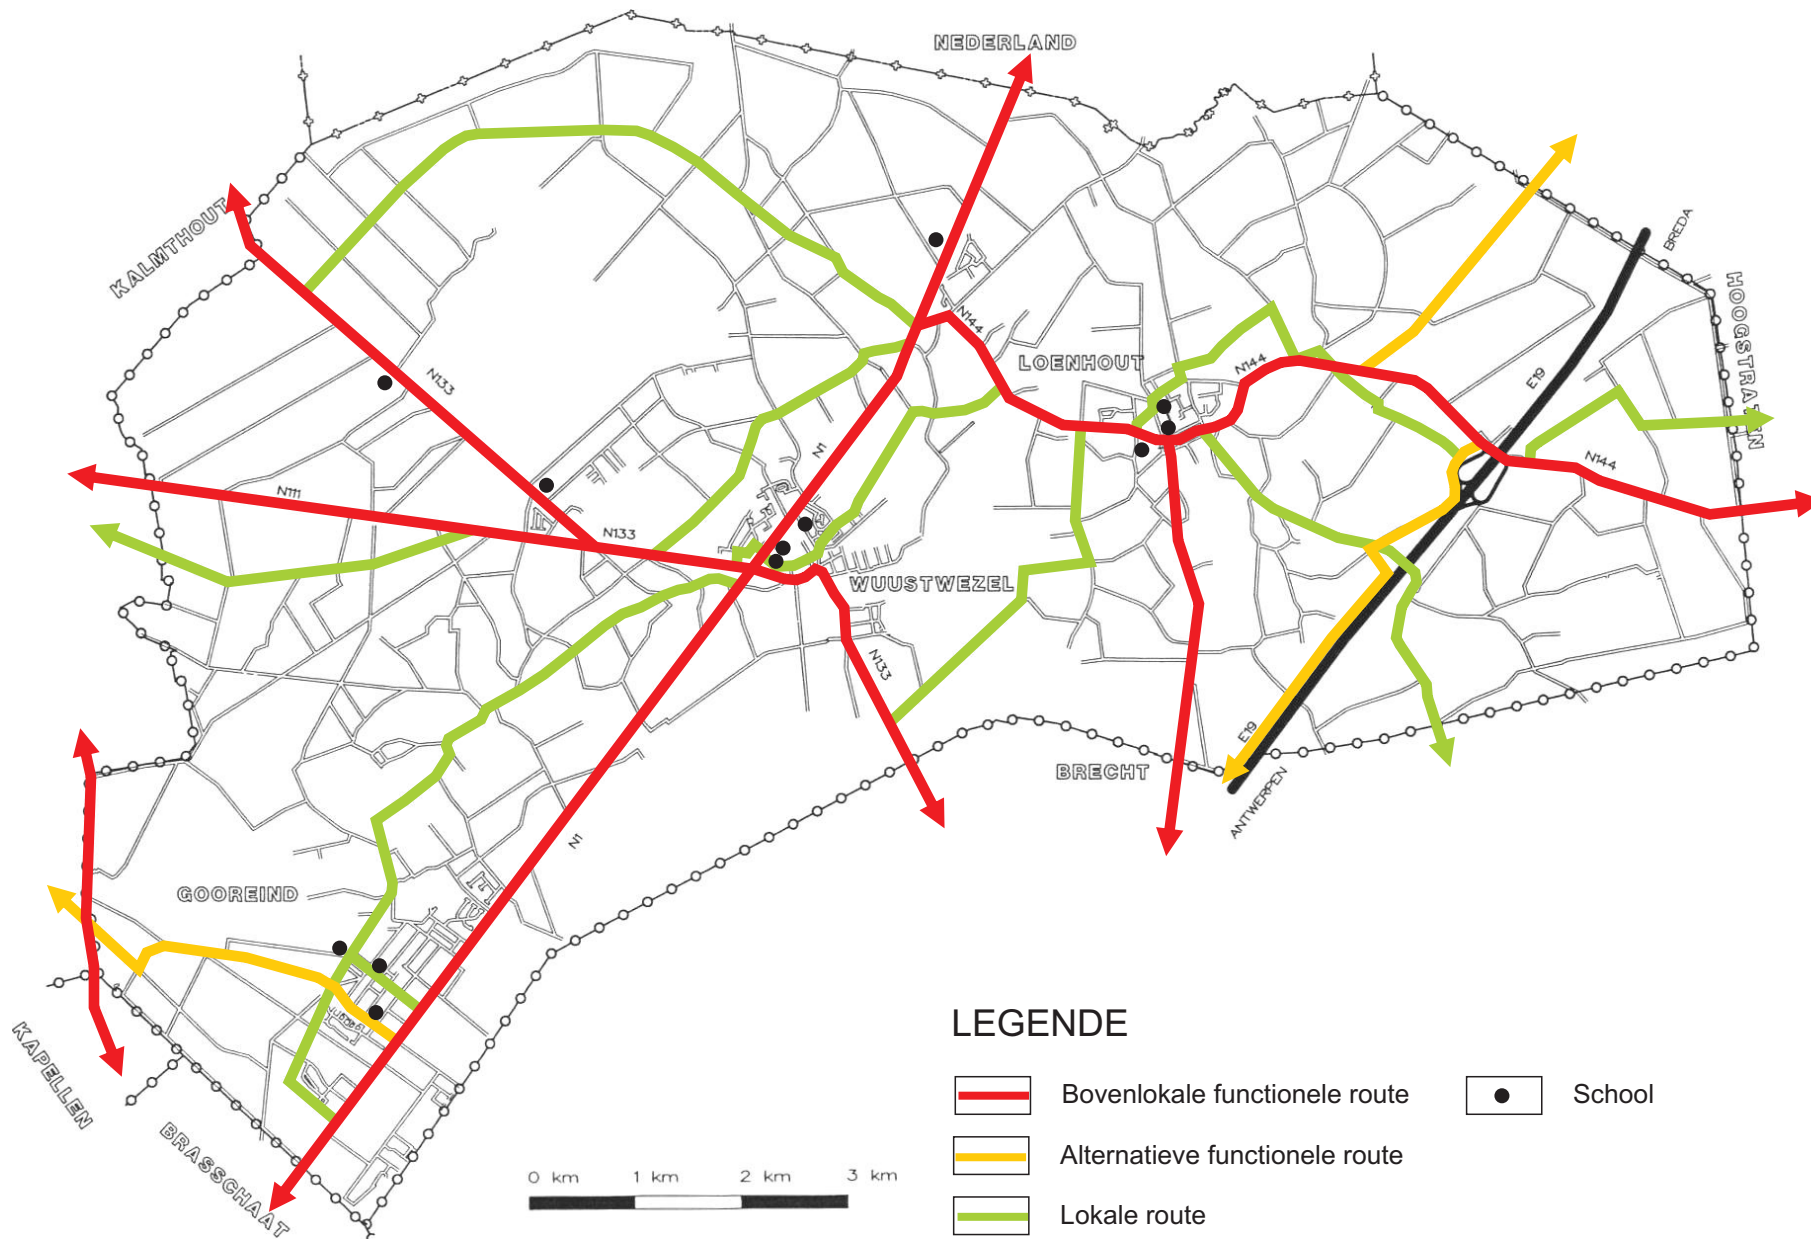 NEDERLAND
KALMTHOUT
BREDA
HOOGSTRATEN
N144
LOENHOUT
N144
E19
N133
N1
N144
N111
N133
WUUSTWEZEL
N133
E19
BRECHT
ANTWERPEN
N1
GOOREIND
KAPELLEN
BRASSCHAAT
LEGENDE
Bovenlokale functionele route
School
Alternatieve functionele route
Lokale route
0 km 1 km 2 km 3 km